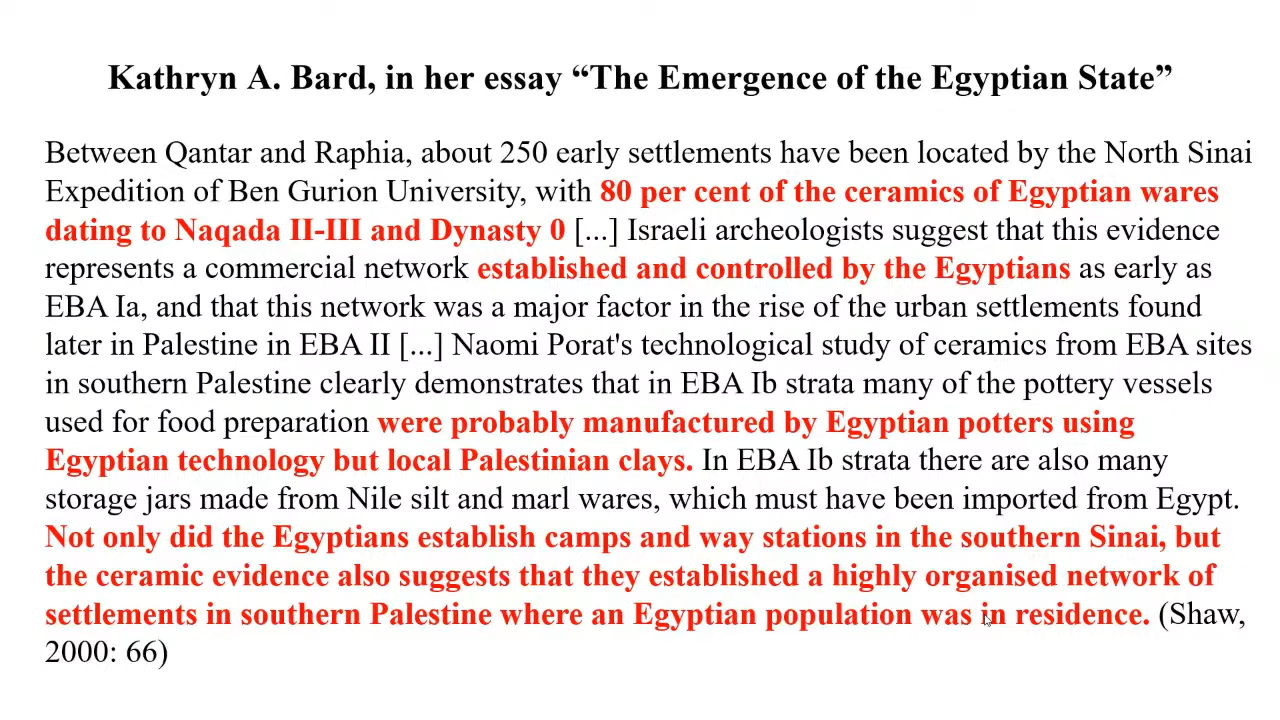 Kathryn A. Bard, in her essay “The Emergence of the Egyptian State”
Between Qantar and Raphia, about 250 early settlements have been located by the North Sinai
Expedition of Ben Gurion University, with 80 per cent of the ceramics of Egyptian wares
dating to Naqada II-III and Dynasty 0 [...] Israeli archeologists suggest that this evidence
represents a commercial network established and controlled by the Egyptians as early as
EBA Ia, and that this network was a major factor in the rise of the urban settlements found
later in Palestine in EBA II [...] Naomi Porat's technological study of ceramics from EBA sites
in southern Palestine clearly demonstrates that in EBA Ib strata many of the pottery vessels
used for food preparation were probably manufactured by Egyptian potters using
Egyptian technology but local Palestinian clays. In EBA Ib strata there are also many
storage jars made from Nile silt and marl wares, which must have been imported from Egypt.
Not only did the Egyptians establish camps and way stations in the southern Sinai, but
the ceramic evidence also suggests that they established a highly organised network of
settlements in southern Palestine where an Egyptian population was in residence. (Shaw,
2000: 66)